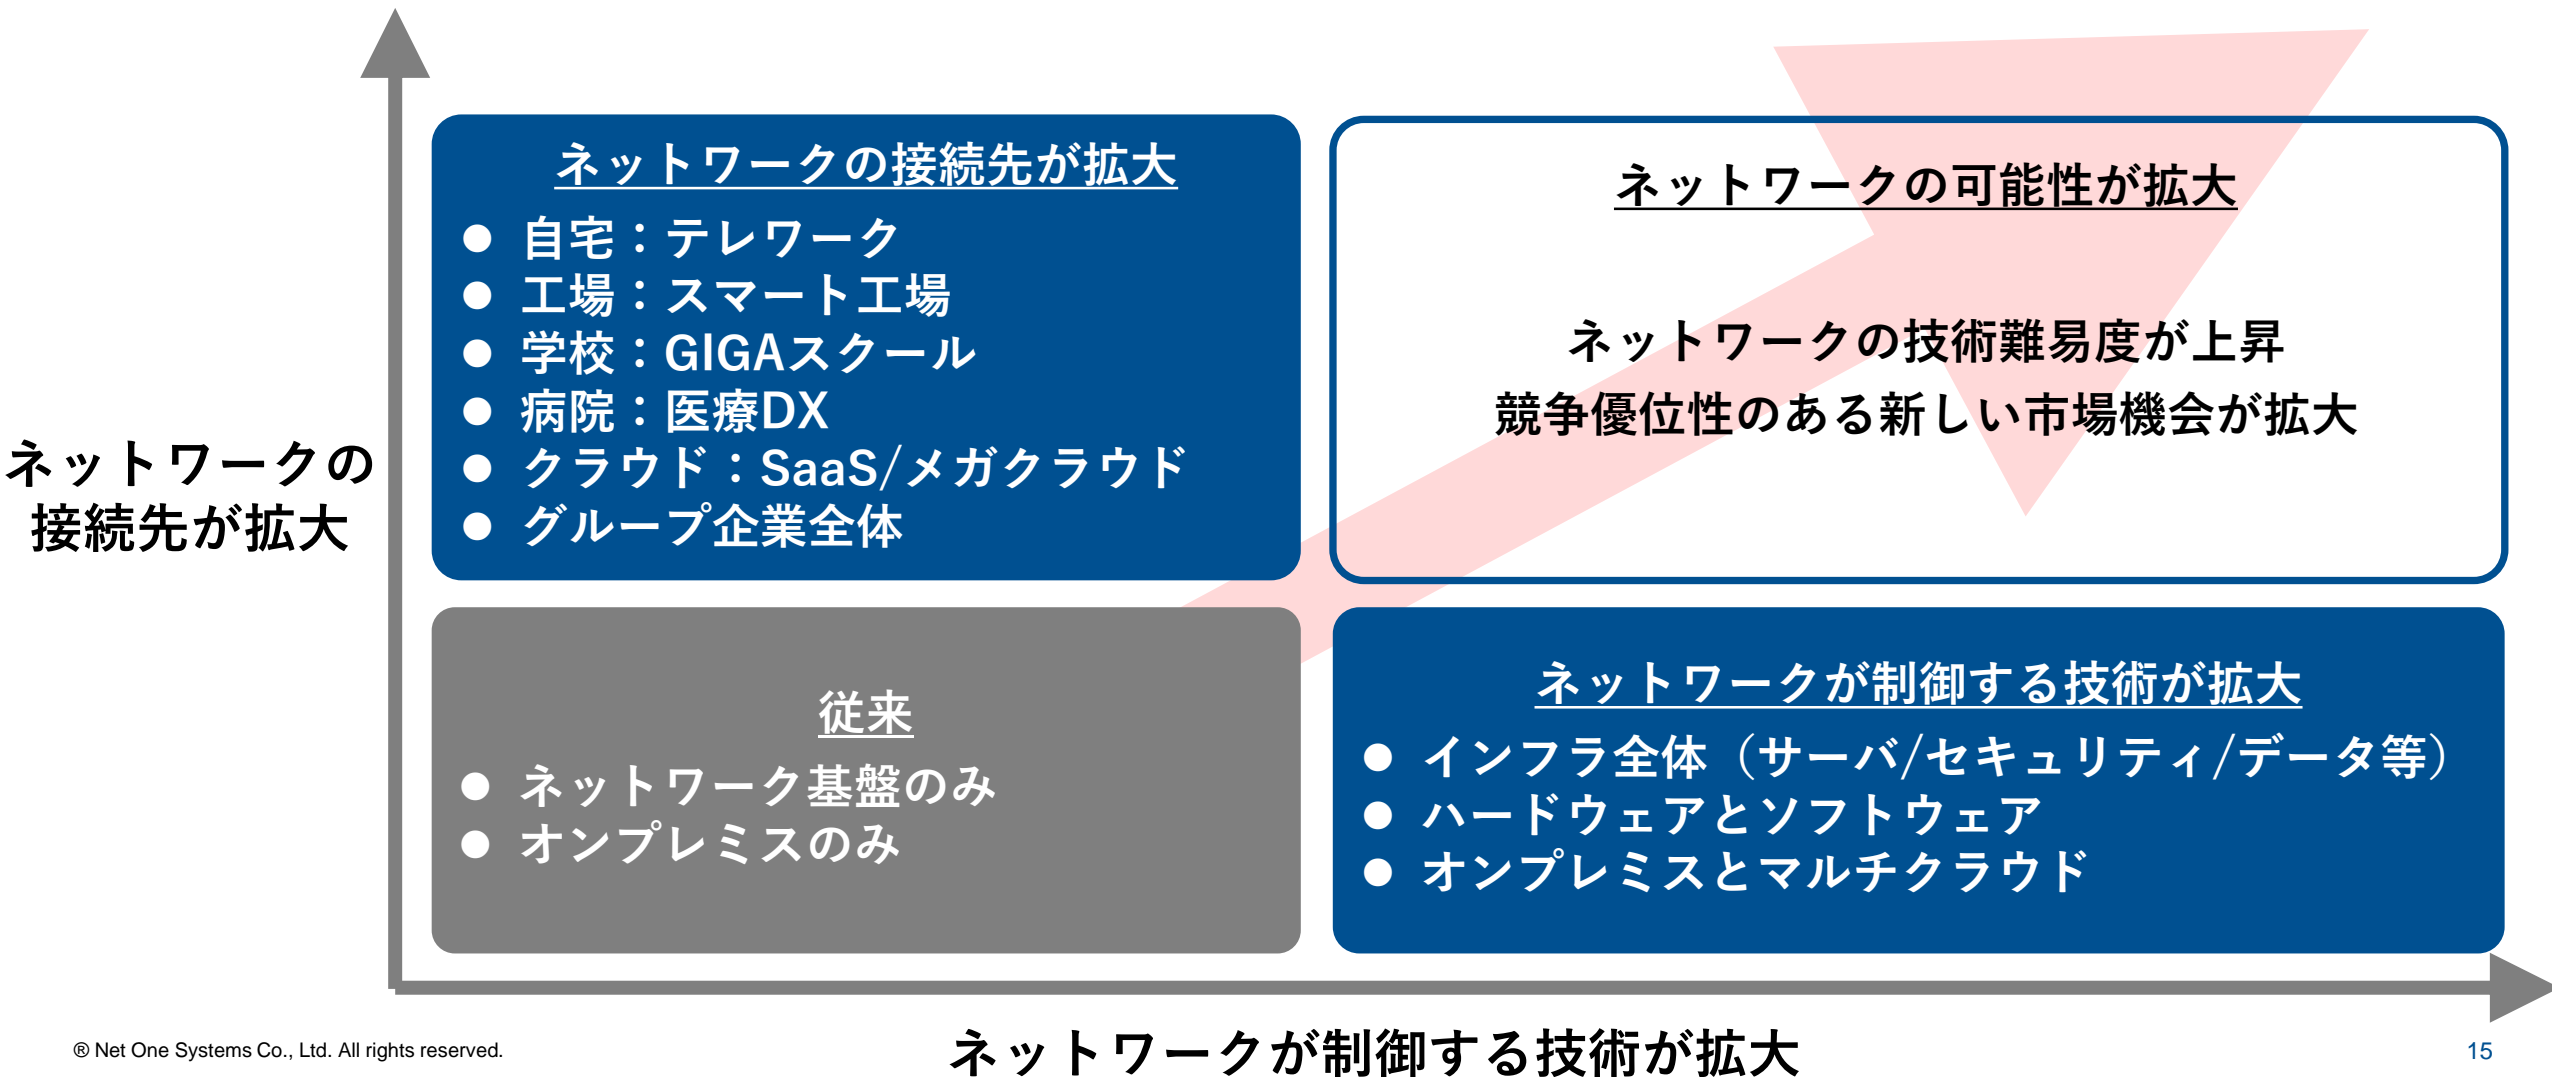 ネットワークの接続先が拡大
● 自宅：テレワーク
● 工場：スマート工場
● 学校：GIGAスクール
● 病院：医療DX
● クラウド：SaaS/メガクラウド
● グループ企業全体
ネットワークの可能性が拡大
ネットワークの技術難易度が上昇
競争優位性のある新しい市場機会が拡大
ネットワークの
接続先が拡大
従来
● ネットワーク基盤のみ
● オンプレミスのみ
ネットワークが制御する技術が拡大
● インフラ全体（サーバ/セキュリティ/データ等）
● ハードウェアとソフトウェア
● オンプレミスとマルチクラウド
ネットワークが制御する技術が拡大
® Net One Systems Co., Ltd. All rights reserved.
15